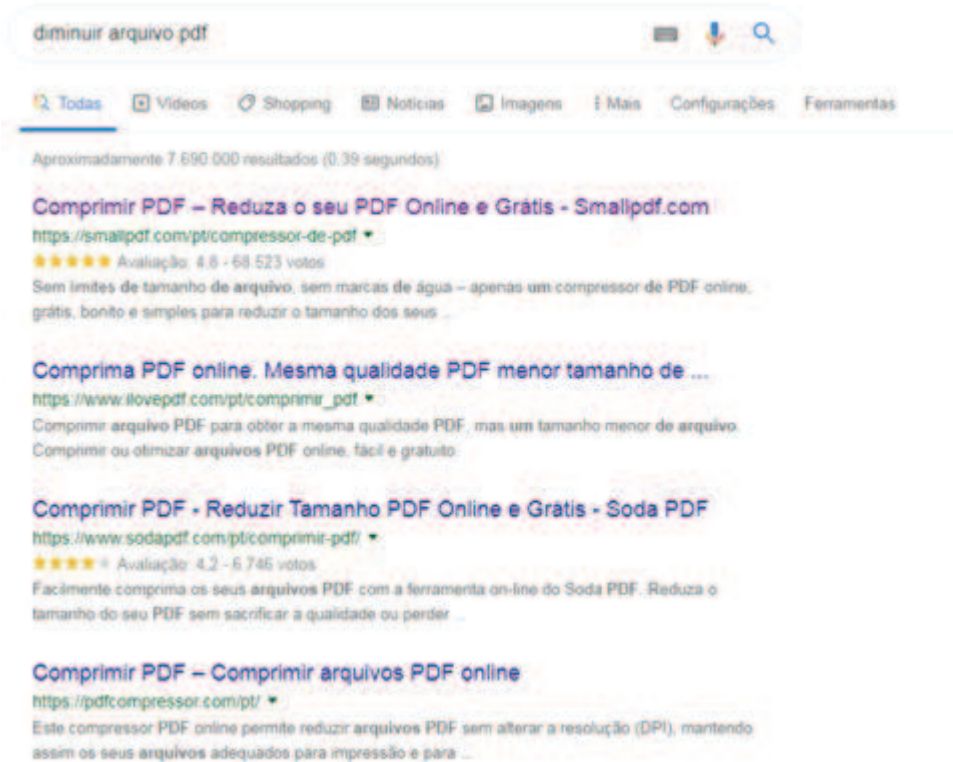 diminuir arquivo pdf
Todas Vídeos Shopping Notícias Imagens Mais Configurações Ferramentas
Aproximadamente 7.690.000 resultados (0,39 segundos)
Comprimir PDF – Reduza o seu PDF Online e Grátis - Smallpdf.com
https://smallpdf.com/pt/compressor-de-pdf
Avaliação: 4,8 - 68.523 votos
Sem limites de tamanho de arquivo, sem marcas de água – apenas um compressor de PDF online,
grátis, bonito e simples para reduzir o tamanho dos seus ...
Comprima PDF online. Mesma qualidade PDF menor tamanho de ...
https://www.ilovepdf.com/pt/comprimir_pdf
Comprimir arquivo PDF para obter a mesma qualidade PDF, mas um tamanho menor de arquivo.
Comprimir ou otimizar arquivos PDF online, fácil e gratuito.
Comprimir PDF - Reduzir Tamanho PDF Online e Grátis - Soda PDF
https://www.sodapdf.com/pt/comprimir-pdf/
Avaliação: 4,2 - 6.746 votos
Facilmente comprima os seus arquivos PDF com a ferramenta on-line do Soda PDF. Reduza o
tamanho do seu PDF sem sacrificar a qualidade ou perder ...
Comprimir PDF – Comprimir arquivos PDF online
https://pdfcompressor.com/pt/
Este compressor PDF online permite reduzir arquivos PDF sem alterar a resolução (DPI), mantendo
assim os seus arquivos adequados para impressão e para ...